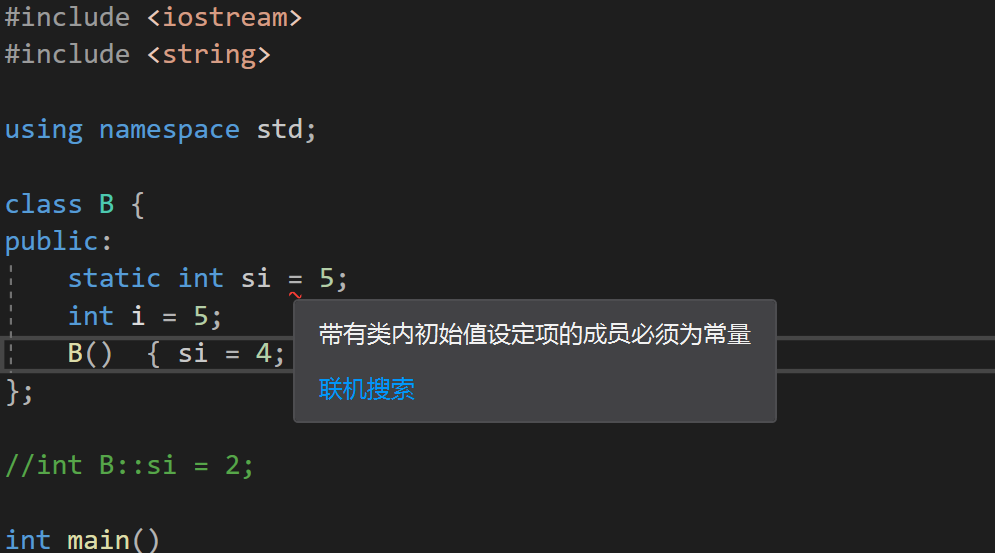 #include <iostream>
#include <string>
using namespace std;
class B {
public:
static int si = 5;
int i = 5;
带有类内初始值设定项的成员必须为常量
B()  { si = 4;
联机搜索
};
//int B::si = 2;
int main()